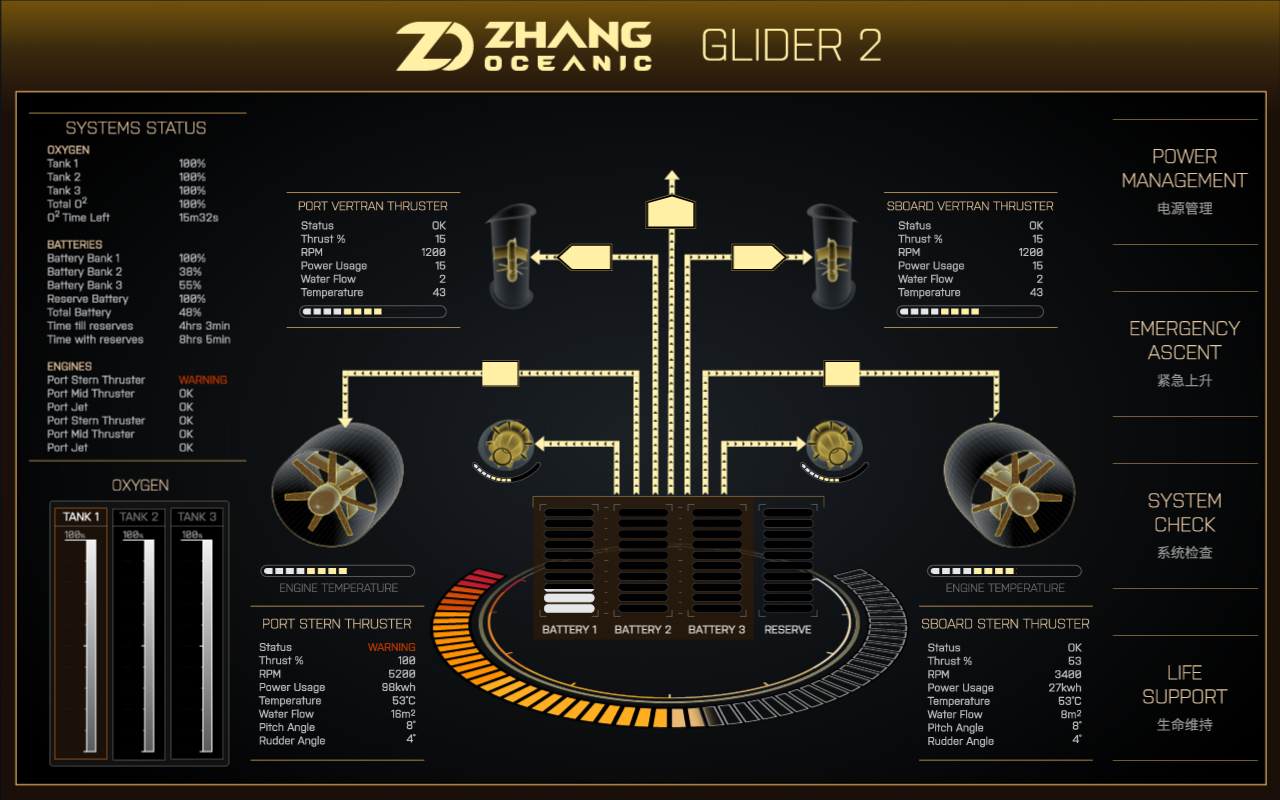 ZHANG
OCEANIC
GLIDER 2
SYSTEMS STATUS
OXYGEN
Tank 1 100%
Tank 2 100%
Tank 3 100%
Total O² 100%
O² Time Left 15m32s
BATTERIES
Battery Bank 1 100%
Battery Bank 2 38%
Battery Bank 3 55%
Reserve Battery 100%
Total Battery 48%
Time till reserves 4hrs 3min
Time with reserves 8hrs 5min
ENGINES
Port Stern Thruster WARNING
Port Mid Thruster OK
Port Jet OK
Port Stern Thruster OK
Port Mid Thruster OK
Port Jet OK
OXYGEN
TANK 1 TANK 2 TANK 3
100% 100% 100%
PORT VERTRAN THRUSTER
Status OK
Thrust % 15
RPM 1200
Power Usage 15
Water Flow 2
Temperature 43
SBOARD VERTRAN THRUSTER
Status OK
Thrust % 15
RPM 1200
Power Usage 15
Water Flow 2
Temperature 43
ENGINE TEMPERATURE
PORT STERN THRUSTER
Status WARNING
Thrust % 100
RPM 5200
Power Usage 98kwh
Temperature 53°C
Water Flow 16m²
Pitch Angle 8°
Rudder Angle 4°
BATTERY 1 BATTERY 2 BATTERY 3 RESERVE
ENGINE TEMPERATURE
SBOARD STERN THRUSTER
Status OK
Thrust % 53
RPM 3400
Power Usage 27kwh
Temperature 53°C
Water Flow 8m²
Pitch Angle 8°
Rudder Angle 4°
POWER
MANAGEMENT
电源管理
EMERGENCY
ASCENT
紧急上升
SYSTEM
CHECK
系统检查
LIFE
SUPPORT
生命维持